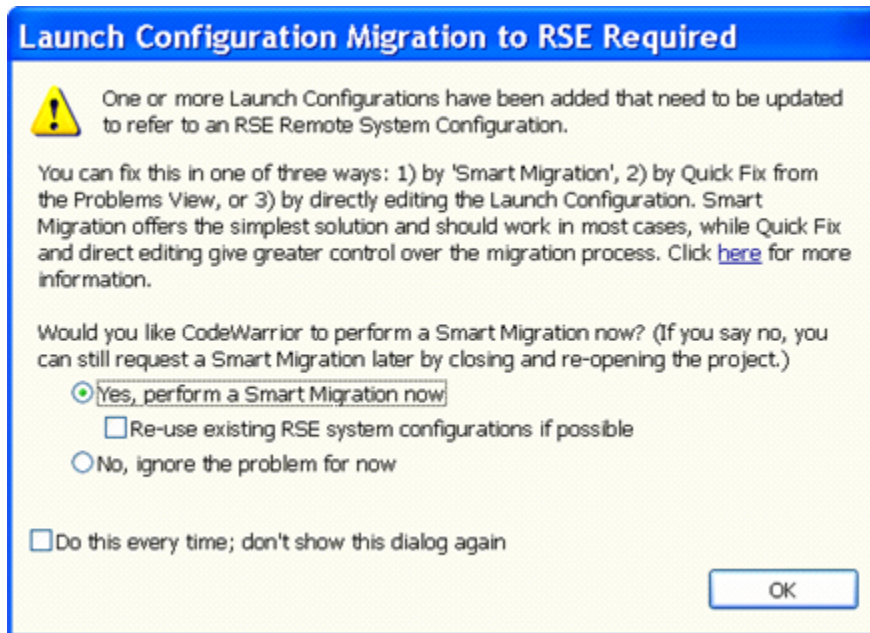 Launch Configuration Migration to RSE Required
One or more Launch Configurations have been added that need to be updated
to refer to an RSE Remote System Configuration.
You can fix this in one of three ways: 1) by 'Smart Migration', 2) by Quick Fix from
the Problems View, or 3) by directly editing the Launch Configuration. Smart
Migration offers the simplest solution and should work in most cases, while Quick Fix
and direct editing give greater control over the migration process. Click here for more
information.
Would you like CodeWarrior to perform a Smart Migration now? (If you say no, you
can still request a Smart Migration later by closing and re-opening the project.)
Yes, perform a Smart Migration now
Re-use existing RSE system configurations if possible
No, ignore the problem for now
Do this every time; don't show this dialog again
OK